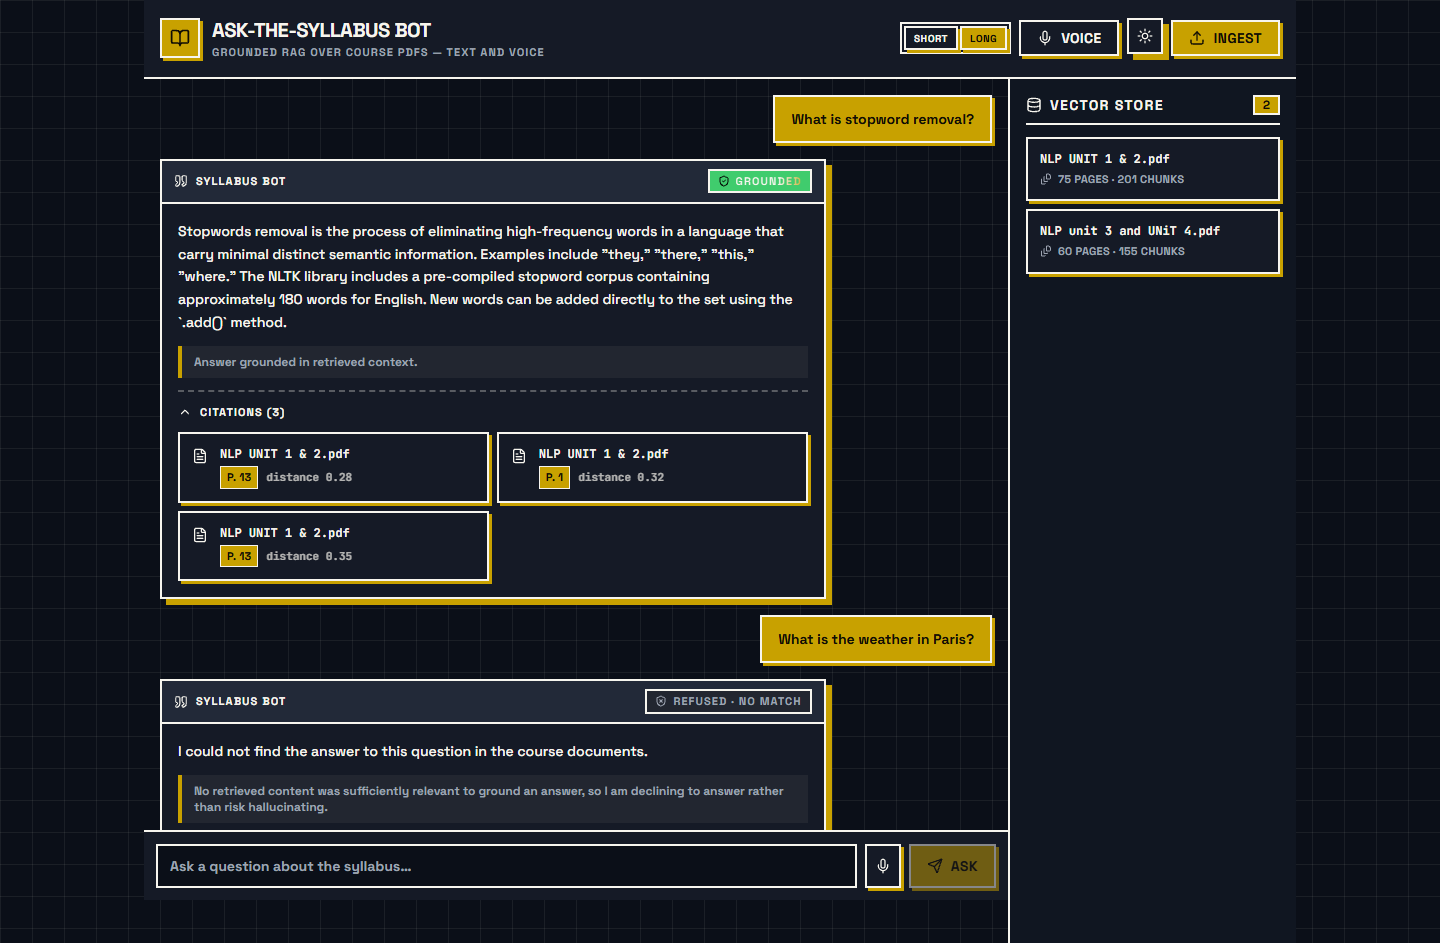 ASK-THE-SYLLABUS BOT
GROUNDED RAG OVER COURSE PDFS — TEXT AND VOICE
SHORT LONG
VOICE
INGEST
What is stopword removal?
SYLLABUS BOT
GROUNDED
Stopwords removal is the process of eliminating high-frequency words in a language that
carry minimal distinct semantic information. Examples include ”they,” ”there,” ”this,”
”where.” The NLTK library includes a pre-compiled stopword corpus containing
approximately 180 words for English. New words can be added directly to the set using the
`.add()` method.
Answer grounded in retrieved context.
CITATIONS (3)
NLP UNIT 1 & 2.pdf
P. 13 distance 0.28
NLP UNIT 1 & 2.pdf
P. 1 distance 0.32
NLP UNIT 1 & 2.pdf
P. 13 distance 0.35
What is the weather in Paris?
SYLLABUS BOT
REFUSED · NO MATCH
I could not find the answer to this question in the course documents.
No retrieved content was sufficiently relevant to ground an answer, so I am declining to answer rather
than risk hallucinating.
Ask a question about the syllabus…
ASK
VECTOR STORE
2
NLP UNIT 1 & 2.pdf
75 PAGES · 201 CHUNKS
NLP unit 3 and UNiT 4.pdf
60 PAGES · 155 CHUNKS